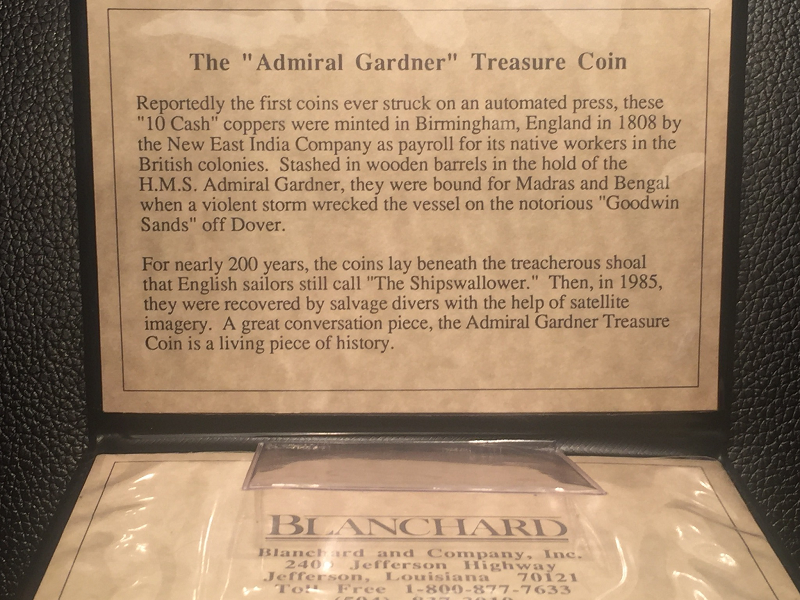 The "Admiral Gardner" Treasure Coin
Reportedly the first coins ever struck on an automated press, these
"10 Cash" coppers were minted in Birmingham, England in 1808 by
the New East India Company as payroll for its native workers in the
British colonies. Stashed in wooden barrels in the hold of the
H.M.S. Admiral Gardner, they were bound for Madras and Bengal
when a violent storm wrecked the vessel on the notorious "Goodwin
Sands" off Dover.
For nearly 200 years, the coins lay beneath the treacherous shoal
that English sailors still call "The Shipswallower." Then, in 1985,
they were recovered by salvage divers with the help of satellite
imagery. A great conversation piece, the Admiral Gardner Treasure
Coin is a living piece of history.
BLANCHARD
Blanchard and Company, Inc.
Jefferson Highway
Jefferson, Louisiana 70121
Toll Free 1-800-877-7633